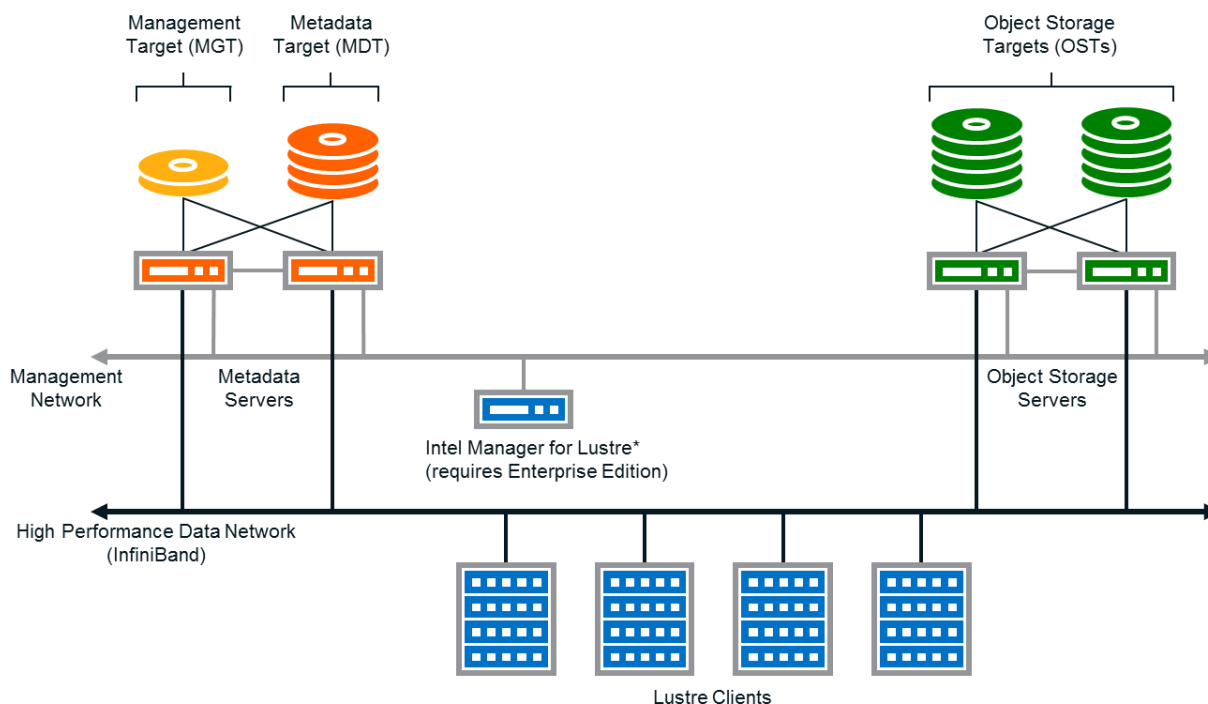 Management
Target (MGT)
Metadata
Target (MDT)
Object Storage
Targets (OSTs)
Management
Network
Metadada
Servers
Object Storage
Servers
Intel Manager for Lustre*
(requires Enterprise Edition)
High Performance Data Network
(InfiniBand)
Lustre Clients